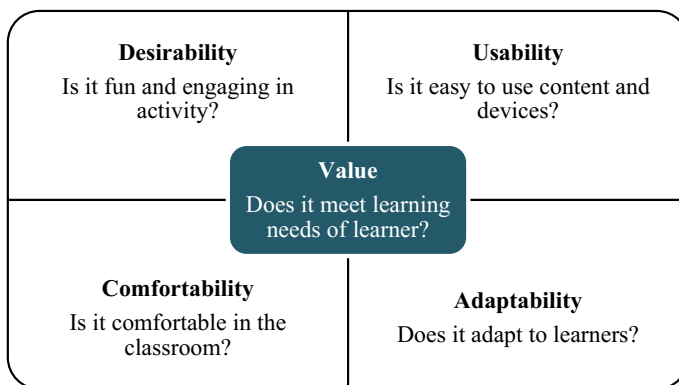 Desirability
Is it fun and engaging in
activity?
Usability
Is it easy to use content and
devices?
Value
Does it meet learning
needs of learner?
Comfortability
Is it comfortable in the
classroom?
Adaptability
Does it adapt to learners?